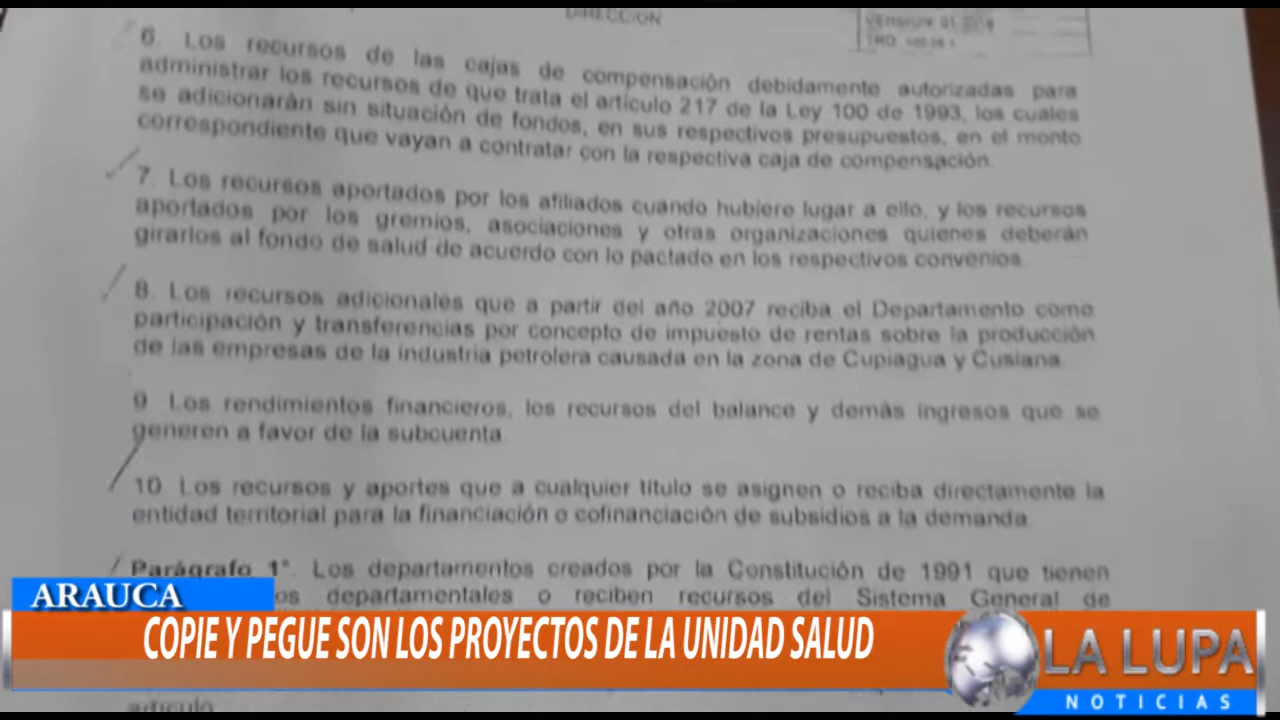 DIRECCION
VERSION 01.2016
TRD
6. Los recursos de las cajas de compensación debidamente autorizadas para
administrar los recursos de que trata el artículo 217 de la Ley 100 de 1993, los cuales
se adicionarán sin situación de fondos, en sus respectivos presupuestos, en el monto
correspondiente que vayan a contratar con la respectiva caja de compensación.
7. Los recursos aportados por los afiliados cuando hubiere lugar a ello, y los recursos
aportados por los gremios, asociaciones y otras organizaciones quienes deberán
girarlos al fondo de salud de acuerdo con lo pactado en los respectivos convenios.
8. Los recursos adicionales que a partir del año 2007 reciba el Departamento como
participación y transferencias por concepto de impuesto de rentas sobre la producción
de las empresas de la industria petrolera causada en la zona de Cupiagua y Cusiana.
9. Los rendimientos financieros, los recursos del balance y demás ingresos que se
generen a favor de la subcuenta.
10. Los recursos y aportes que a cualquier título se asignen o reciba directamente la
entidad territorial para la financiación o cofinanciación de subsidios a la demanda.
Parágrafo 1°. Los departamentos creados por la Constitución de 1991 que tienen
departamentales o reciben recursos del Sistema General de
ARAUCA
COPIE Y PEGUE SON LOS PROYECTOS DE LA UNIDAD SALUD
LA LUPA
NOTICIAS
artículo